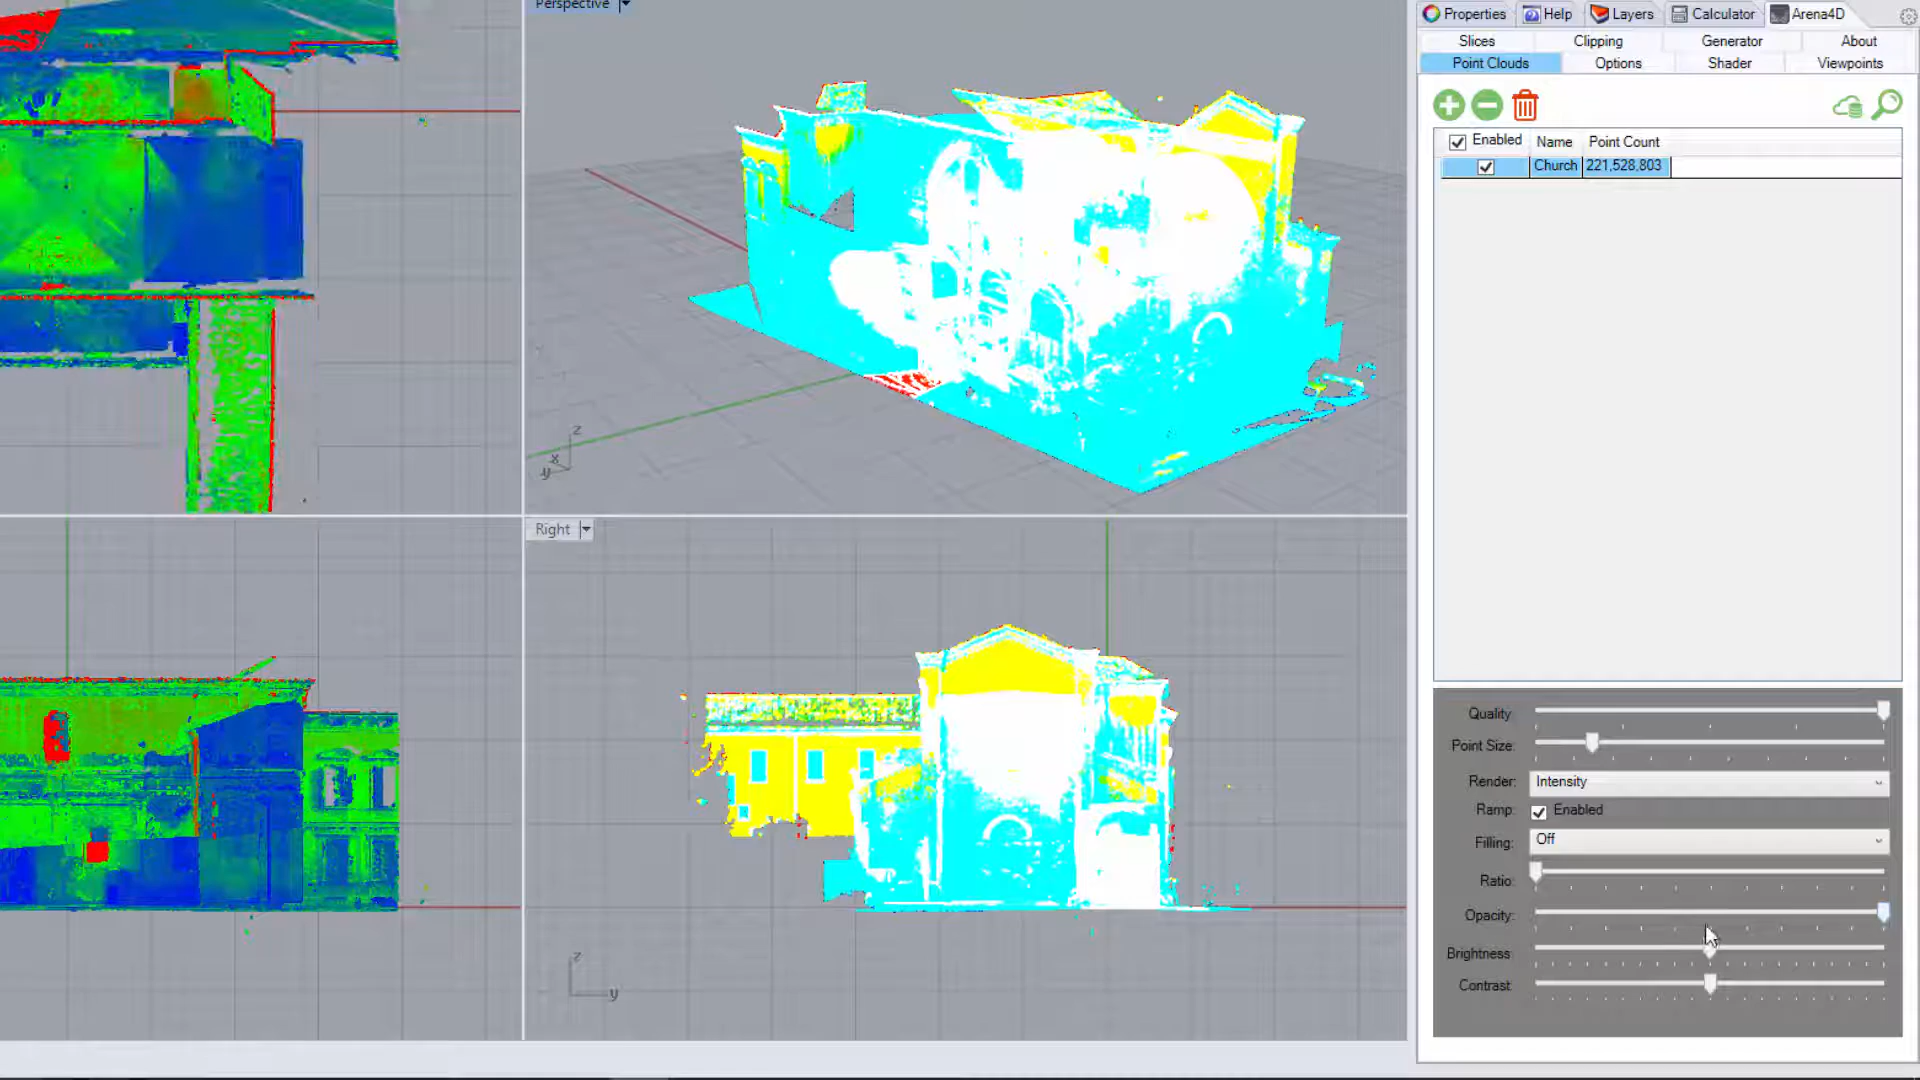 Perspective
Properties Help Layers Calculator Arena4D
Slices Clipping Generator About
Point Clouds Options Shader Viewpoints
Enabled Name Point Count
Church 221,528,803
z
x
y
Right
Quality:
Point Size:
Render: Intensity
Ramp: Enabled
Filling: Off
Ratio:
Opacity:
Brightness:
Contrast:
z
y